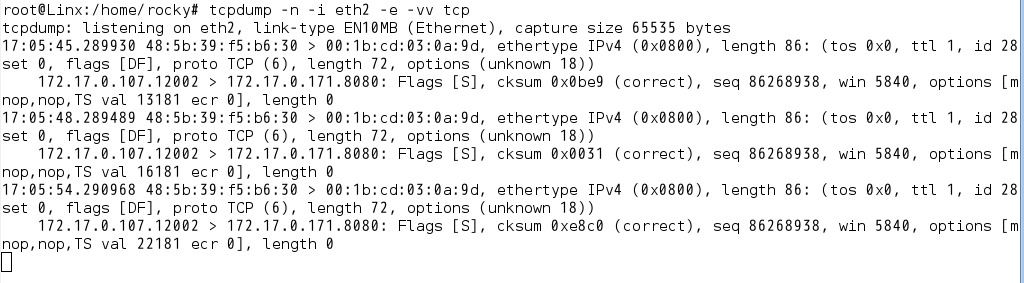 root@Linx:/home/rocky# tcpdump -n -i eth2 -e -vv tcp
tcpdump: listening on eth2, link-type EN10MB (Ethernet), capture size 65535 bytes
17:05:45.289930 48:5b:39:f5:b6:30 > 00:1b:cd:03:0a:9d, ethertype IPv4 (0x0800), length 86: (tos 0x0, ttl 1, id 28
set 0, flags [DF], proto TCP (6), length 72, options (unknown 18))
    172.17.0.107.12002 > 172.17.0.171.8080: Flags [S], cksum 0x0be9 (correct), seq 86268938, win 5840, options [m
nop,nop,TS val 13181 ecr 0], length 0
17:05:48.289489 48:5b:39:f5:b6:30 > 00:1b:cd:03:0a:9d, ethertype IPv4 (0x0800), length 86: (tos 0x0, ttl 1, id 28
set 0, flags [DF], proto TCP (6), length 72, options (unknown 18))
    172.17.0.107.12002 > 172.17.0.171.8080: Flags [S], cksum 0x0031 (correct), seq 86268938, win 5840, options [m
nop,nop,TS val 16181 ecr 0], length 0
17:05:54.290968 48:5b:39:f5:b6:30 > 00:1b:cd:03:0a:9d, ethertype IPv4 (0x0800), length 86: (tos 0x0, ttl 1, id 28
set 0, flags [DF], proto TCP (6), length 72, options (unknown 18))
    172.17.0.107.12002 > 172.17.0.171.8080: Flags [S], cksum 0xe8c0 (correct), seq 86268938, win 5840, options [m
nop,nop,TS val 22181 ecr 0], length 0